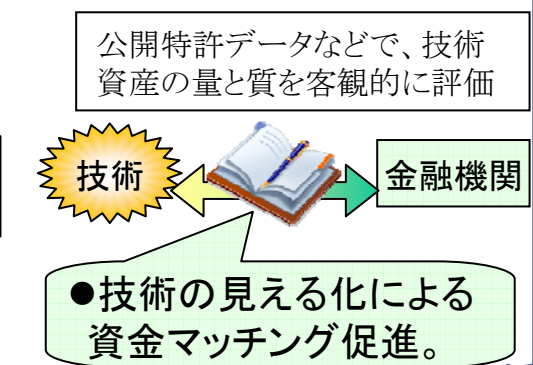 公開特許データなどで、技術
資産の量と質を客観的に評価
技術
金融機関
●技術の見える化による
資金マッチング促進。